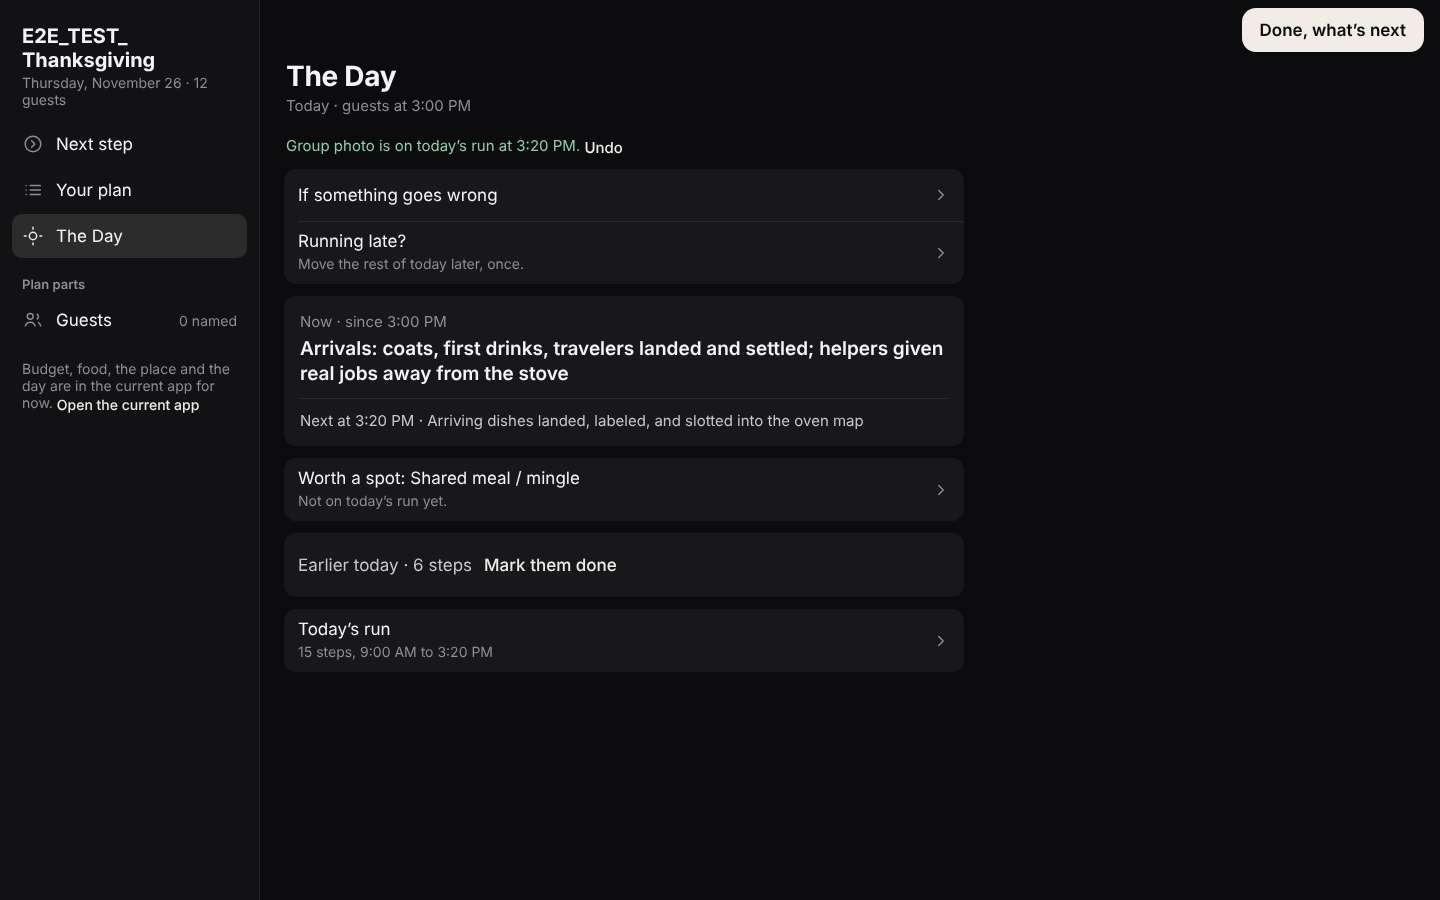 E2E_TEST_
Thanksgiving
Thursday, November 26 · 12
guests
Next step
Your plan
The Day
Plan parts
Guests
0 named
Budget, food, the place and the
day are in the current app for
now. Open the current app
Done, what’s next
The Day
Today · guests at 3:00 PM
Group photo is on today’s run at 3:20 PM. Undo
If something goes wrong
Running late?
Move the rest of today later, once.
Now · since 3:00 PM
Arrivals: coats, first drinks, travelers landed and settled; helpers given
real jobs away from the stove
Next at 3:20 PM · Arriving dishes landed, labeled, and slotted into the oven map
Worth a spot: Shared meal / mingle
Not on today’s run yet.
Earlier today · 6 steps Mark them done
Today’s run
15 steps, 9:00 AM to 3:20 PM